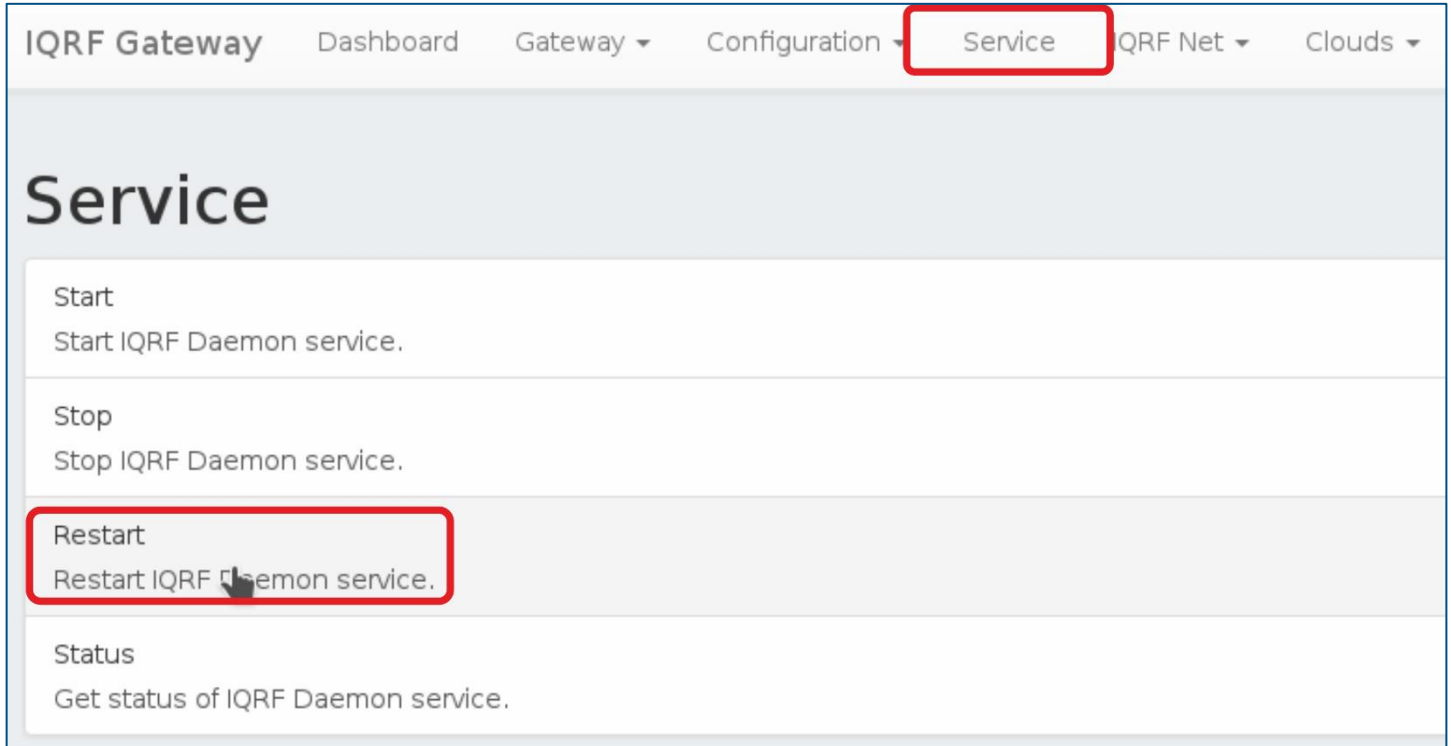 IQRF Gateway Dashboard Gateway Configuration Service IQRF Net Clouds
Service
Start
Start IQRF Daemon service.
Stop
Stop IQRF Daemon service.
Restart
Restart IQRF Daemon service.
Status
Get status of IQRF Daemon service.